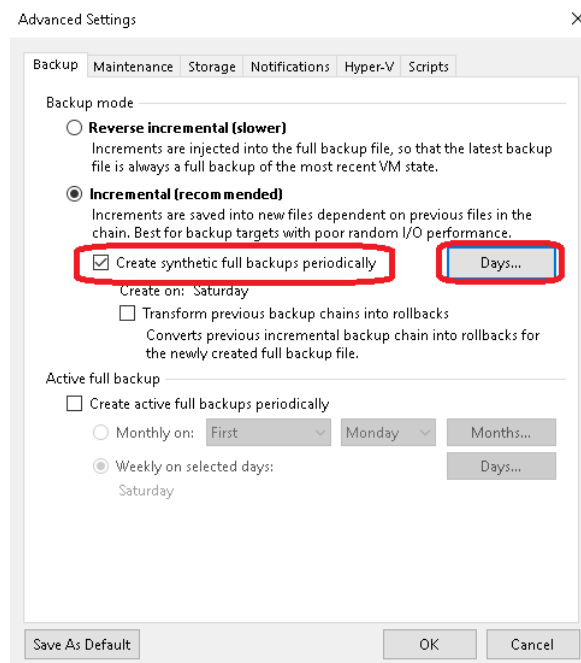 Advanced Settings
Backup Maintenance Storage Notifications Hyper-V Scripts
Backup mode
Reverse incremental (slower)
Increments are injected into the full backup file, so that the latest backup
file is always a full backup of the most recent VM state.
Incremental (recommended)
Increments are saved into new files dependent on previous files in the
chain. Best for backup targets with poor random I/O performance.
Create synthetic full backups periodically Days...
Create on: Saturday
Transform previous backup chains into rollbacks
Converts previous incremental backup chain into rollbacks for
the newly created full backup file.
Active full backup
Create active full backups periodically
Monthly on: First Monday Months...
Weekly on selected days: Days...
Saturday
Save As Default OK Cancel